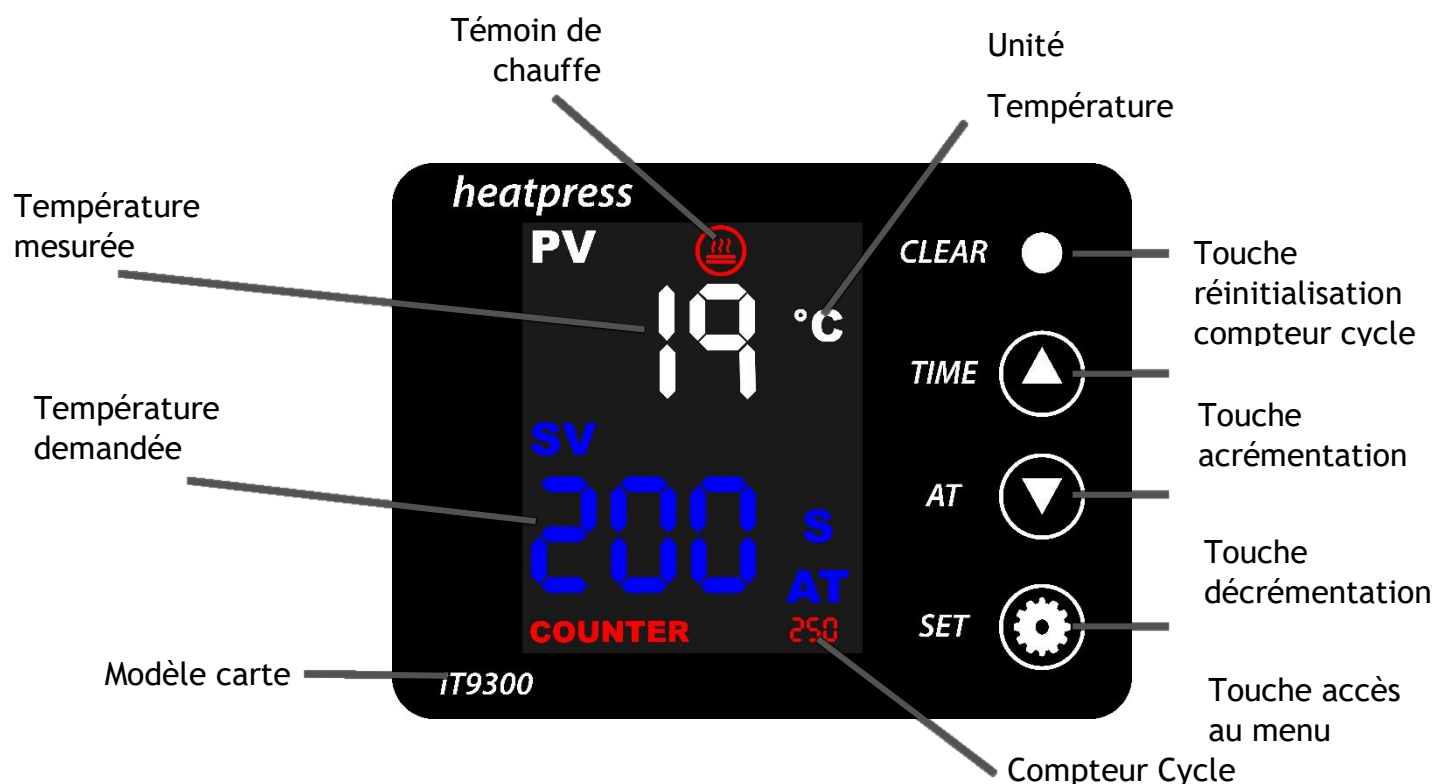 Témoin de
chauffe
Unité
Température
Température
mesurée
heatpress
PV
CLEAR
19 °C
Touche
réinitialisation
compteur cycle
TIME
Température
demandée
SV
Touche
acrémentation
200
AT
S
AT
Touche
décrémentation
COUNTER 250
SET
Modèle carte
iT9300
Touche accès
au menu
Compteur Cycle